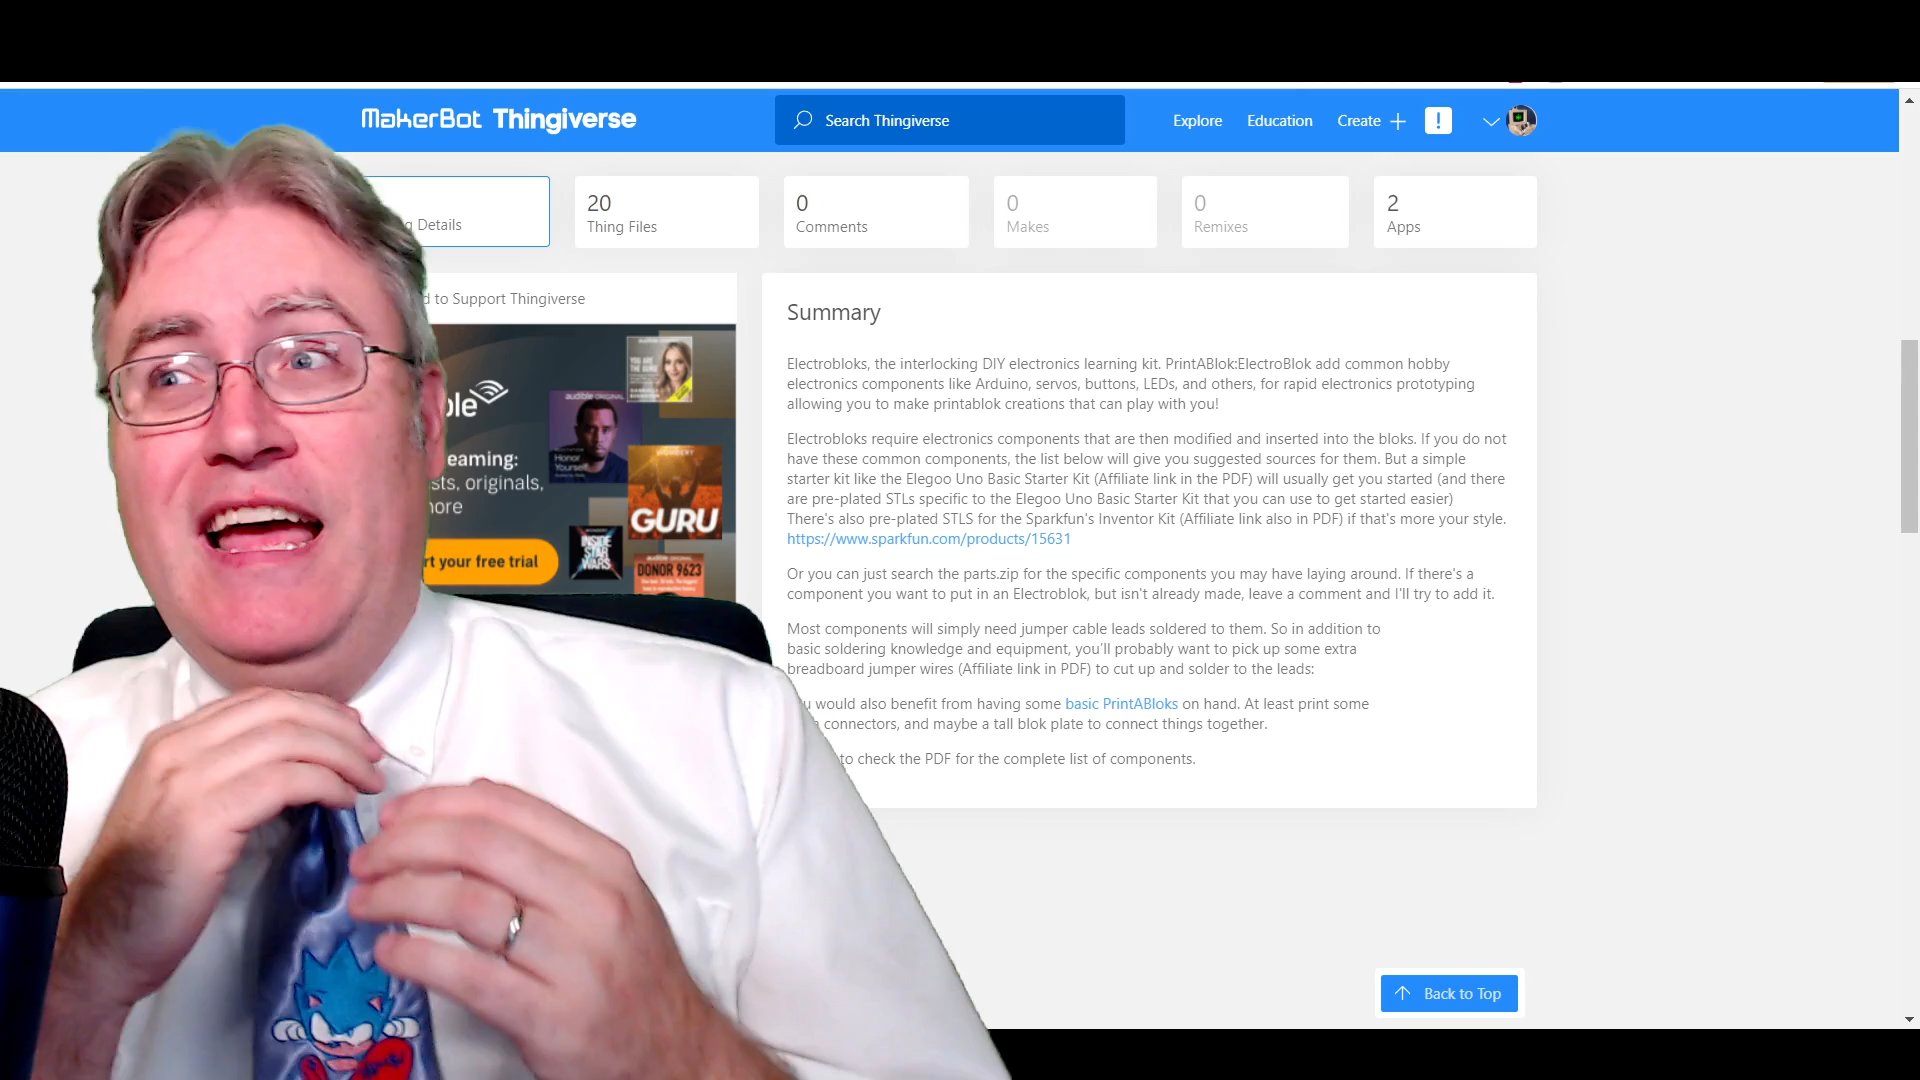 MakerBot Thingiverse
Search Thingiverse
Explore
Education
Create
Details
20
Thing Files
0
Comments
0
Makes
0
Remixes
2
Apps
to Support Thingiverse
YOU ARE
THE GURU
audible ORIGINAL
Honor
Yourself
GURU
INSIDE
STAR
WARS
DONOR 9623
your free trial
Summary
Electrobloks, the interlocking DIY electronics learning kit. PrintABlok:ElectroBlok add common hobby
electronics components like Arduino, servos, buttons, LEDs, and others, for rapid electronics prototyping
allowing you to make printablok creations that can play with you!
Electrobloks require electronics components that are then modified and inserted into the bloks. If you do not
have these common components, the list below will give you suggested sources for them. But a simple
starter kit like the Elegoo Uno Basic Starter Kit (Affiliate link in the PDF) will usually get you started (and there
are pre-plated STLs specific to the Elegoo Uno Basic Starter Kit that you can use to get started easier)
There's also pre-plated STLS for the Sparkfun's Inventor Kit (Affiliate link also in PDF) if that's more your style.
https://www.sparkfun.com/products/15631
Or you can just search the parts.zip for the specific components you may have laying around. If there's a
component you want to put in an Electroblok, but isn't already made, leave a comment and I'll try to add it.
Most components will simply need jumper cable leads soldered to them. So in addition to
basic soldering knowledge and equipment, you'll probably want to pick up some extra
breadboard jumper wires (Affiliate link in PDF) to cut up and solder to the leads:
would also benefit from having some basic PrintABloks on hand. At least print some
connectors, and maybe a tall blok plate to connect things together.
to check the PDF for the complete list of components.
Back to Top